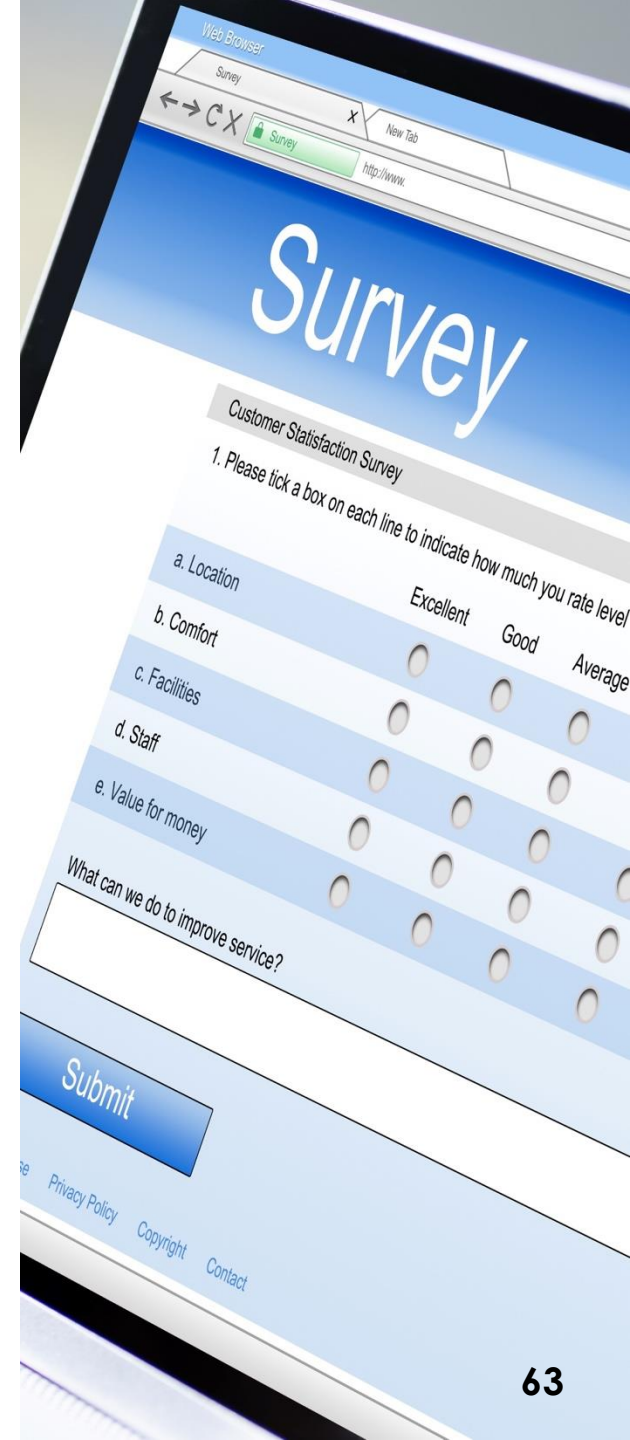 Web Browser
Survey X New Tab
Survey http://www.
Survey
Customer Statisfaction Survey
1. Please tick a box on each line to indicate how much you rate level
Excellent Good Average
a. Location
b. Comfort
c. Facilities
d. Staff
e. Value for money
What can we do to improve service?
Submit
se Privacy Policy Copyright Contact
63